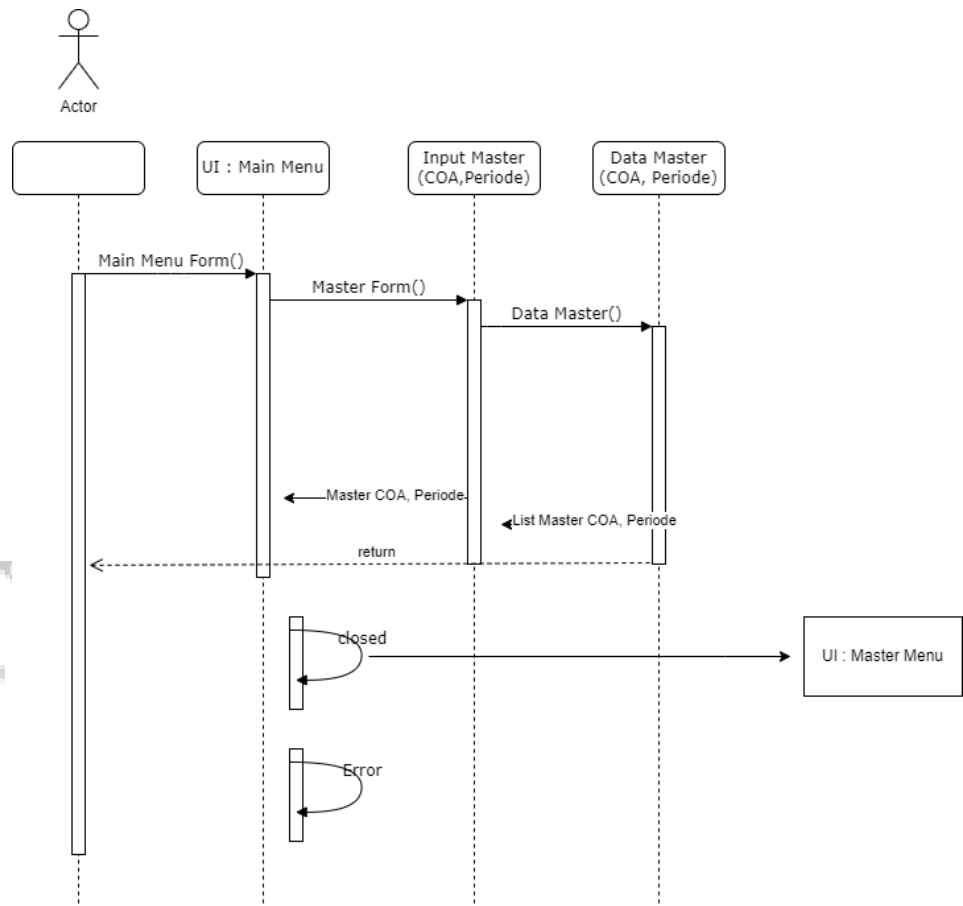 Actor
UI : Main Menu
Input Master
(COA,Periode)
Data Master
(COA, Periode)
Main Menu Form()
Master Form()
Data Master()
Master COA, Periode
List Master COA, Periode
return
closed
UI : Master Menu
Error